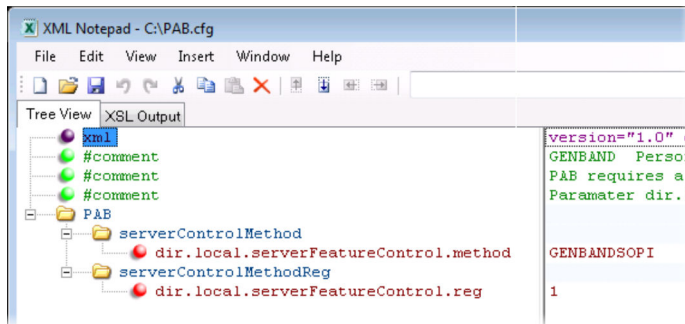 XML Notepad - C:\PAB.cfg
File Edit View Insert Window Help
Tree View XSL Output
xml version="1.0"
#comment GENBAND Perso
#comment PAB requires a
#comment Paramater dir.
PAB
serverControlMethod
dir.local.serverFeatureControl.method GENBANDSOPI
serverControlMethodReg
dir.local.serverFeatureControl.reg 1